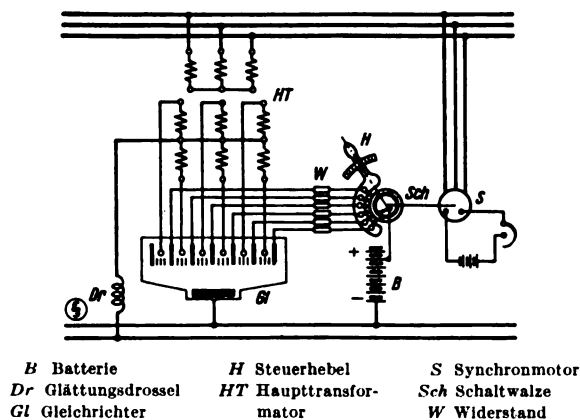 HT
H
W
Sch
S
+
B
−
Gl
Dr
B Batterie H Steuerhebel S Synchronmotor
Dr Glättungsdrossel HT Haupttransfor- Sch Schaltwalze
Gl Gleichrichter mator W Widerstand